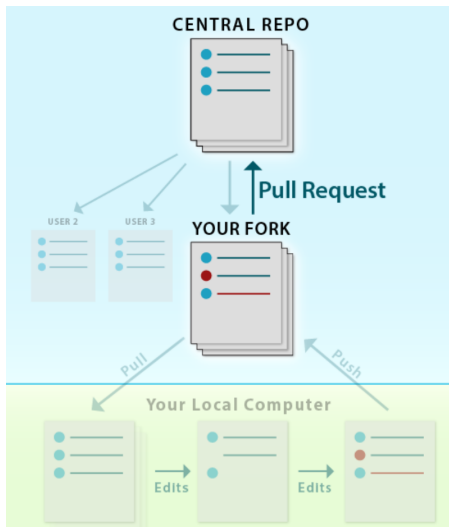 CENTRAL REPO
Pull Request
USER 2
USER 3
YOUR FORK
Pull
Push
Your Local Computer
Edits
Edits